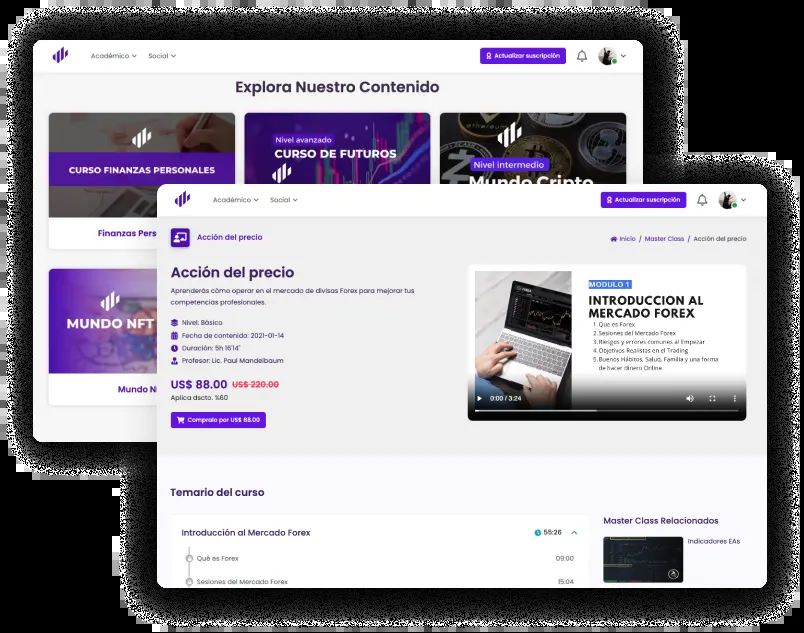 Académico
Social
Actualizar suscripción
Explora Nuestro Contenido
CURSO FINANZAS PERSONALES
Finanzas Pers
Nivel avanzado
CURSO DE FUTUROS
Nivel intermedio
Mundo Cripto
MUNDO NFT
Mundo N
Académico
Social
Actualizar suscripción
Acción del precio
Inicio / Master Class / Acción del precio
Acción del precio
Aprenderás cómo operar en el mercado de divisas Forex para mejorar tus
competencias profesionales.
Nivel: Básico
Fecha de contenido: 2021-01-14
Duración: 5h 16'14"
Profesor: Lic. Paul Mandelbaum
US$ 88.00 US$ 220.00
Aplica dscto. %60
Compralo por US$ 88.00
MODULO 1
INTRODUCCION AL
MERCADO FOREX
1. Que es Forex
2. Sesiones del Mercado Forex
3. Riesgos y errores comunes al Empezar
4. Objetivos Realistas en el Trading
5. Buenos Hábitos, Salud, Familia y una forma
de hacer dinero Online.
0:00 / 3:24
Temario del curso
Introducción al Mercado Forex
55:26
Qué es Forex
09:00
Sesiones del Mercado Forex
15:04
Master Class Relacionados
Indicadores EAs